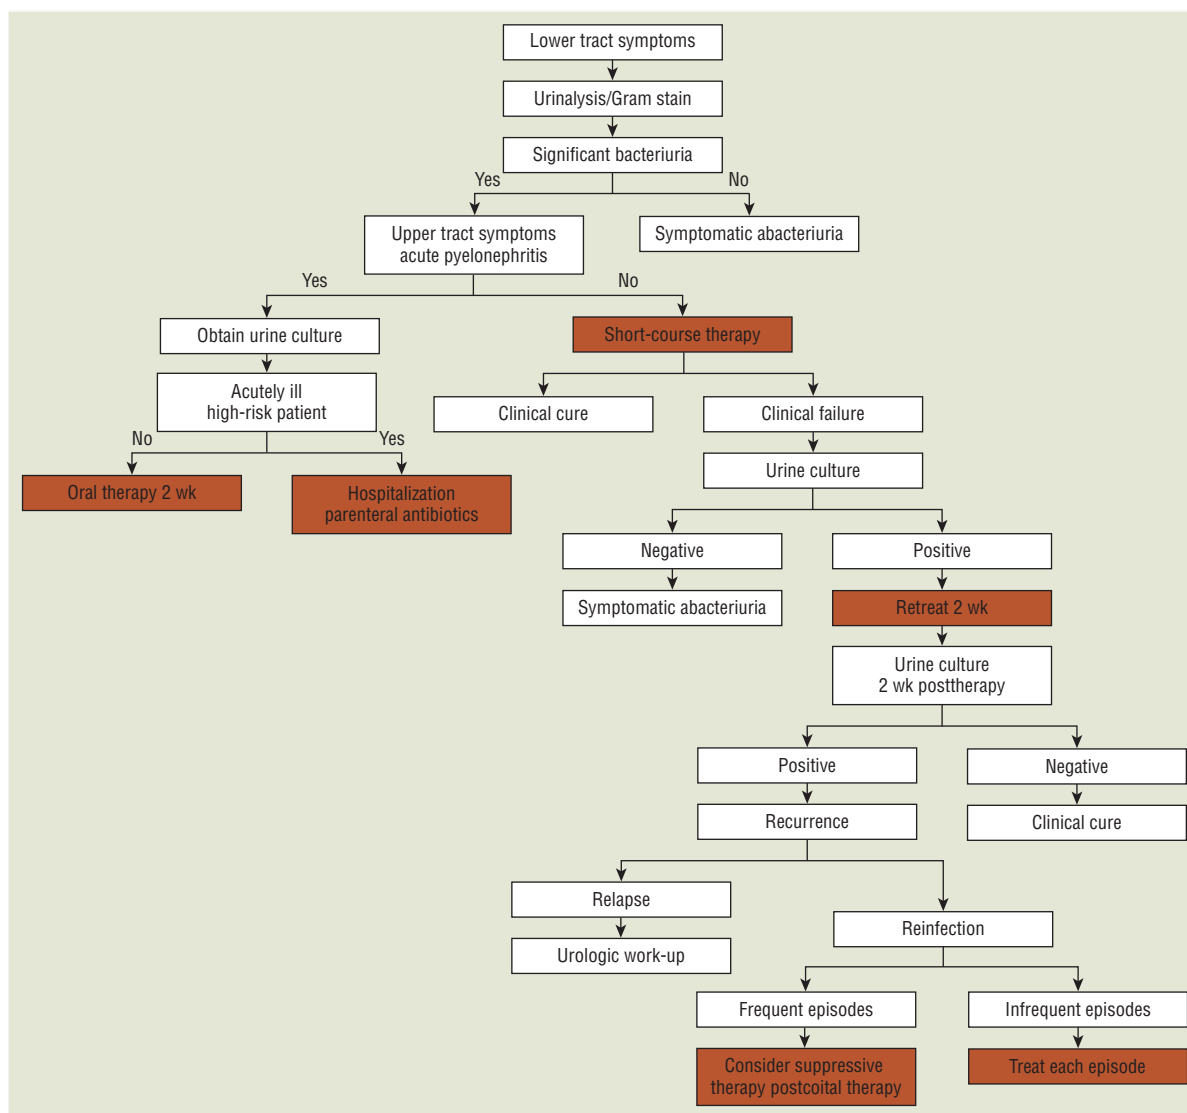 Lower tract symptoms
Urinalysis/Gram stain
Significant bacteriuria
Yes
No
Upper tract symptoms
acute pyelonephritis
Symptomatic abacteriuria
Yes
No
Obtain urine culture
Short-course therapy
Acutely ill
high-risk patient
Clinical cure
Clinical failure
No
Yes
Urine culture
Oral therapy 2 wk
Hospitalization
parenteral antibiotics
Negative
Positive
Symptomatic abacteriuria
Retreat 2 wk
Urine culture
2 wk posttherapy
Positive
Negative
Recurrence
Clinical cure
Relapse
Reinfection
Urologic work-up
Frequent episodes
Infrequent episodes
Consider suppressive
therapy postcoital therapy
Treat each episode